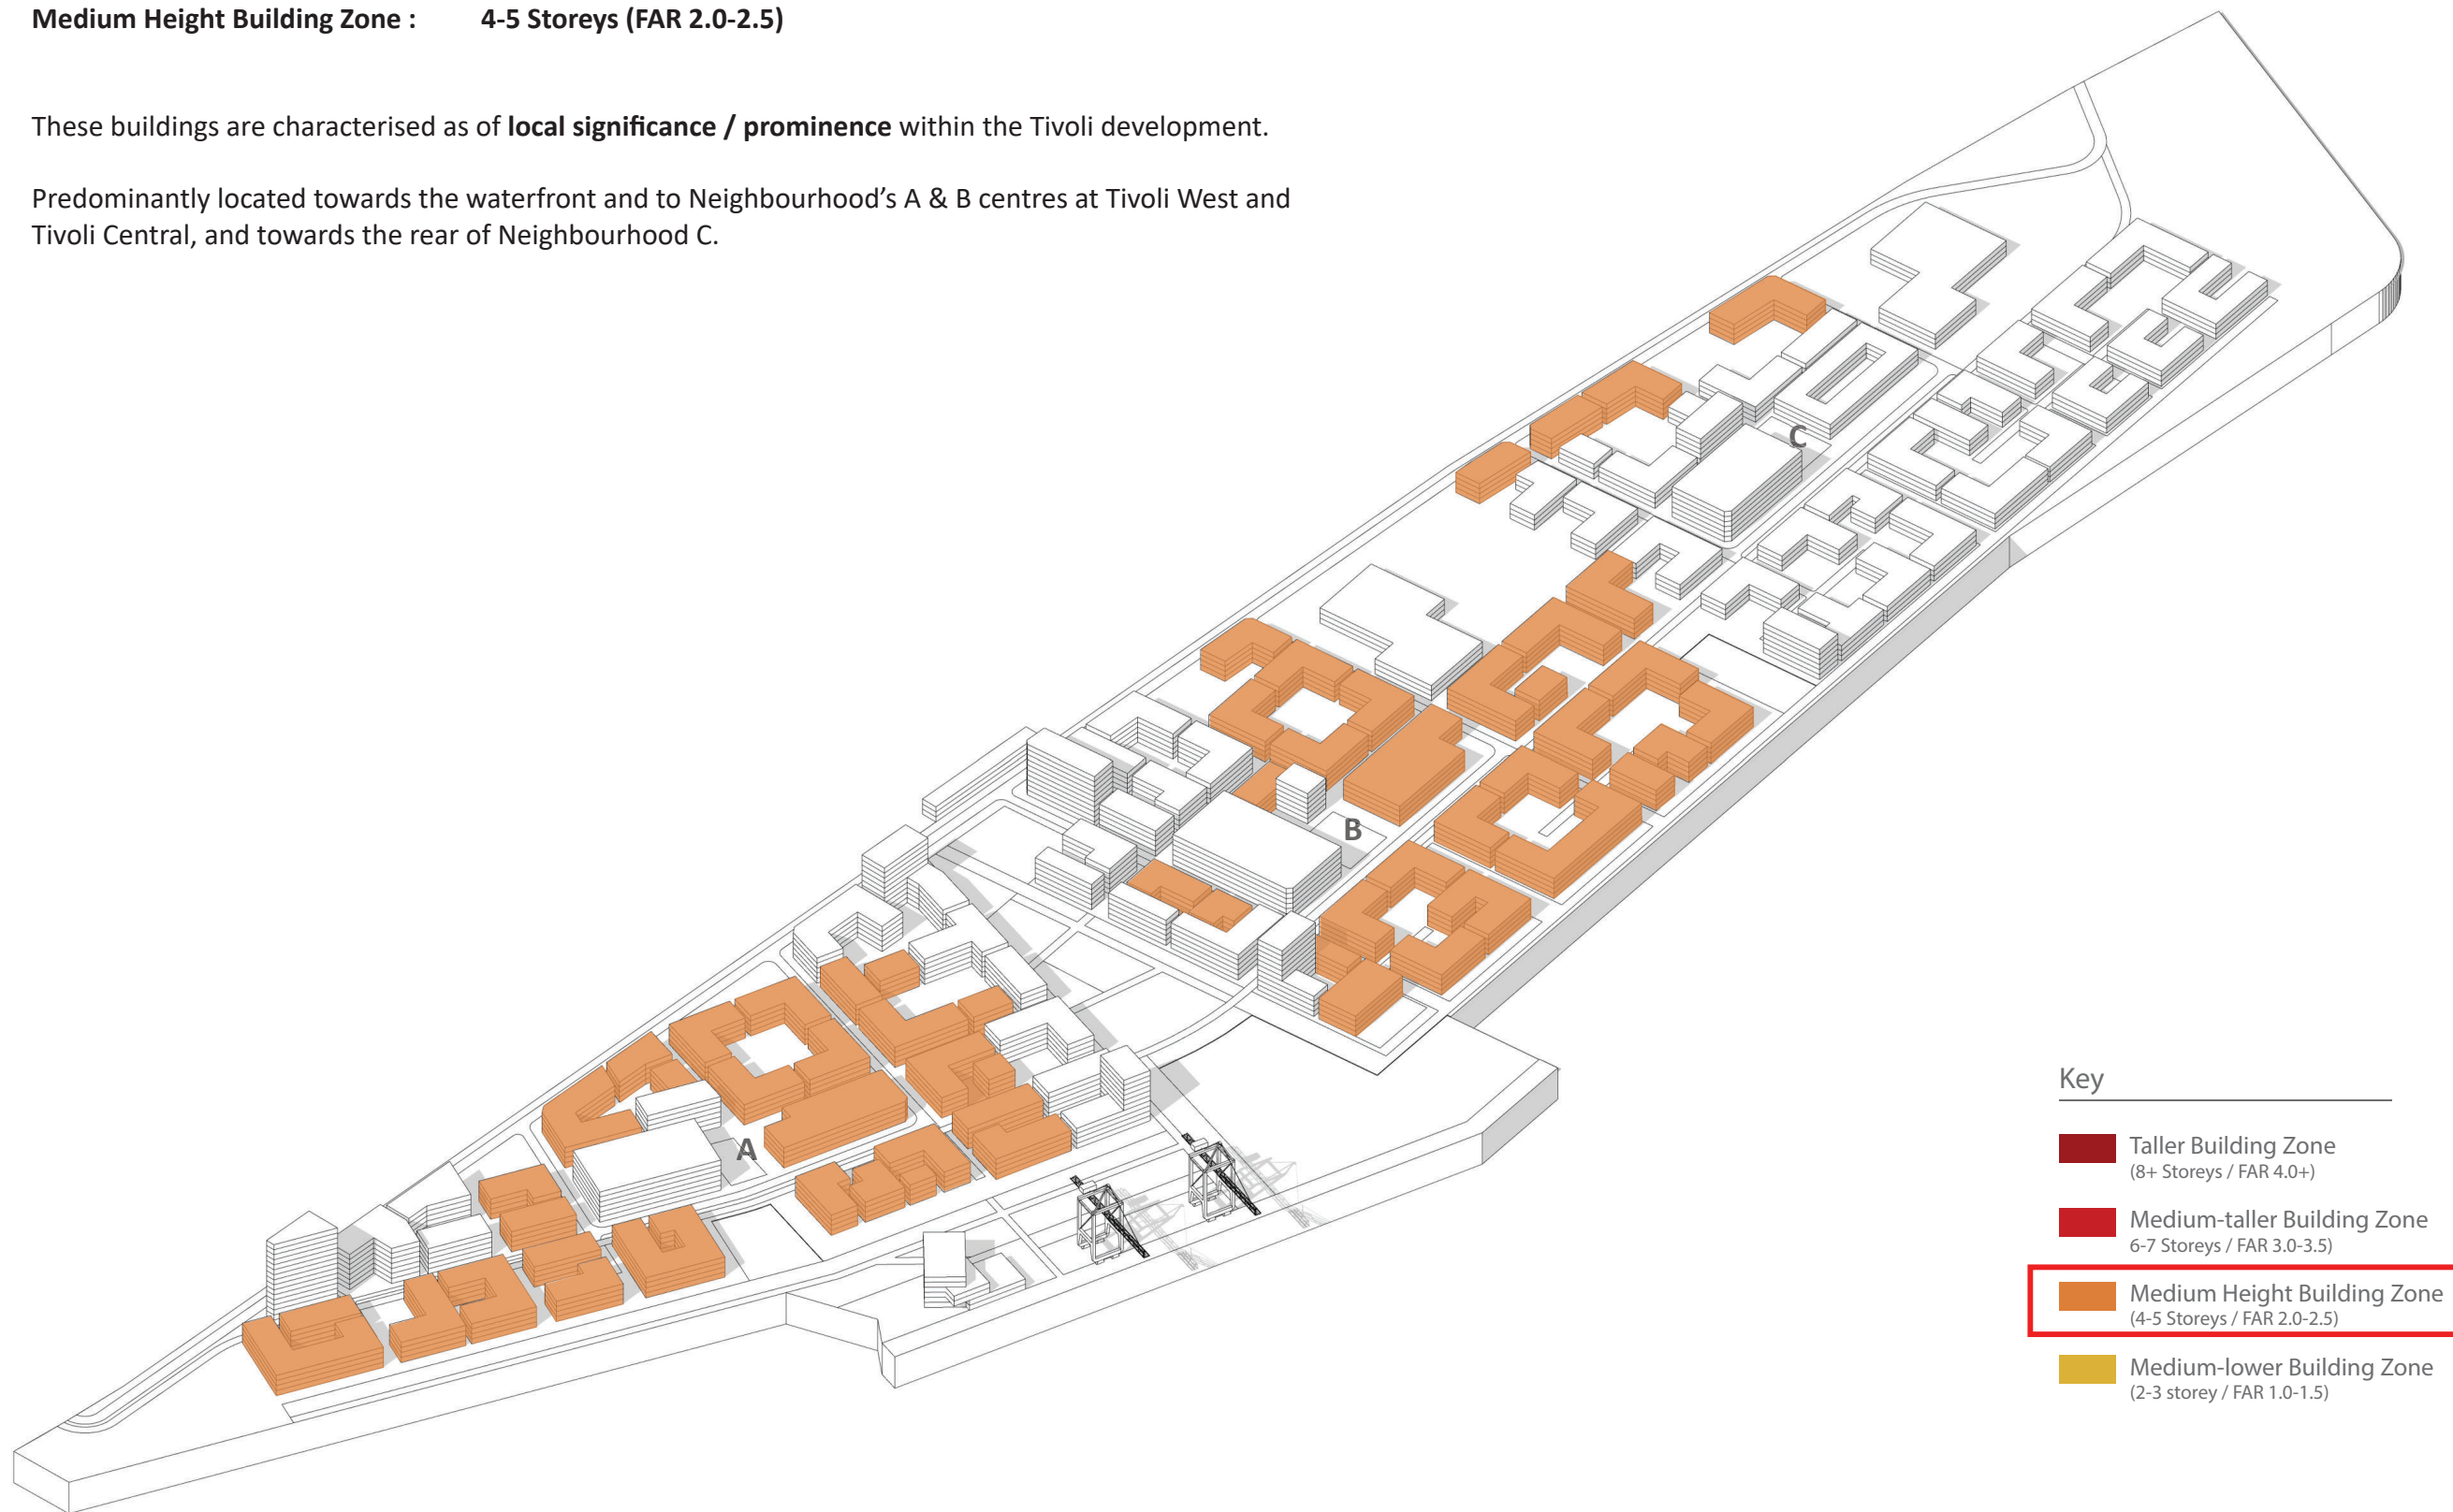 Medium Height Building Zone : 4-5 Storeys (FAR 2.0-2.5)
These buildings are characterised as of local significance / prominence within the Tivoli development.
Predominantly located towards the waterfront and to Neighbourhood's A & B centres at Tivoli West and
Tivoli Central, and towards the rear of Neighbourhood C.
C
B
A
Key
Taller Building Zone
(8+ Storeys / FAR 4.0+)
Medium-taller Building Zone
6-7 Storeys / FAR 3.0-3.5)
Medium Height Building Zone
(4-5 Storeys / FAR 2.0-2.5)
Medium-lower Building Zone
(2-3 storey / FAR 1.0-1.5)